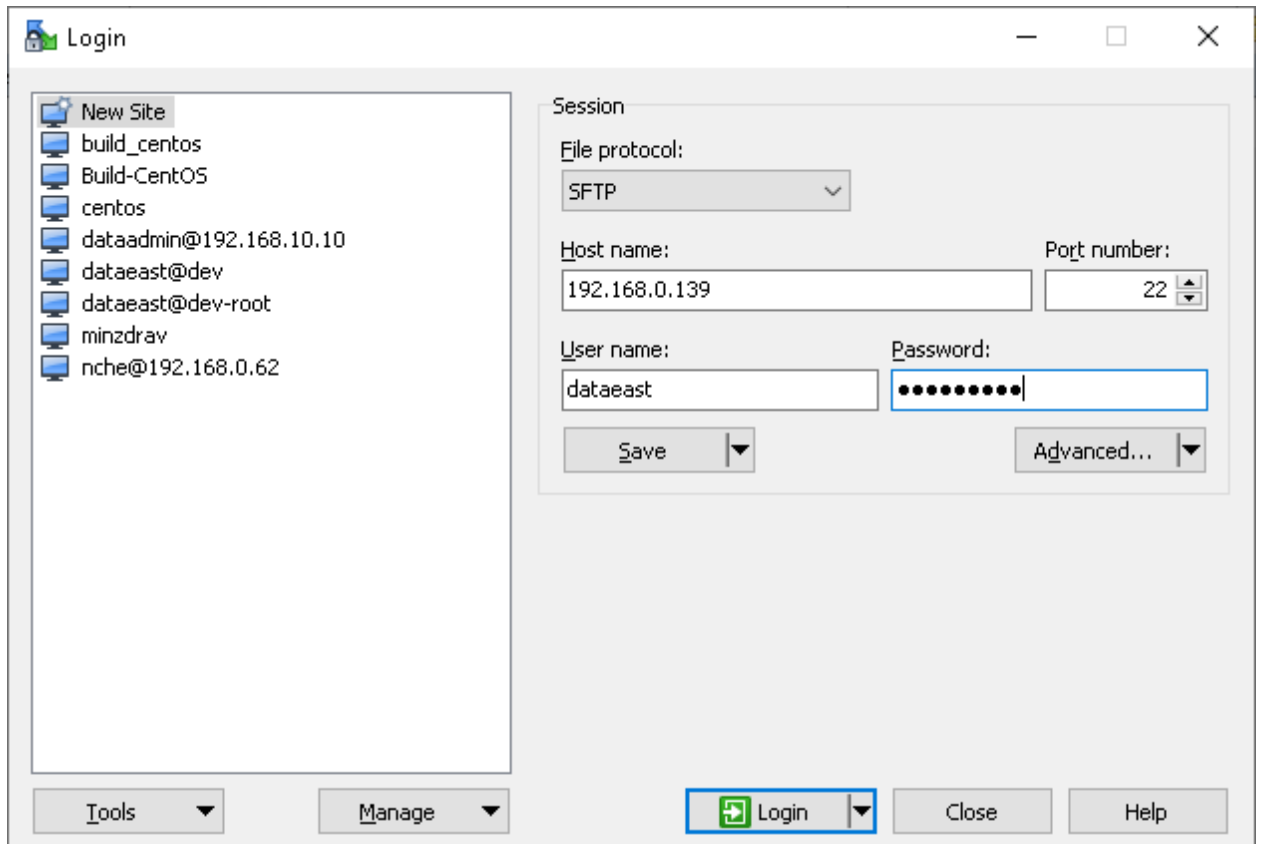 Login
New Site
build_centos
Build-CentOS
centos
dataadmin@192.168.10.10
dataeast@dev
dataeast@dev-root
minzdrav
nche@192.168.0.62
Session
File protocol:
SFTP
Host name: Port number:
192.168.0.139 22
User name: Password:
dataeast ●●●●●●●●●
Save Advanced...
Tools Manage Login Close Help